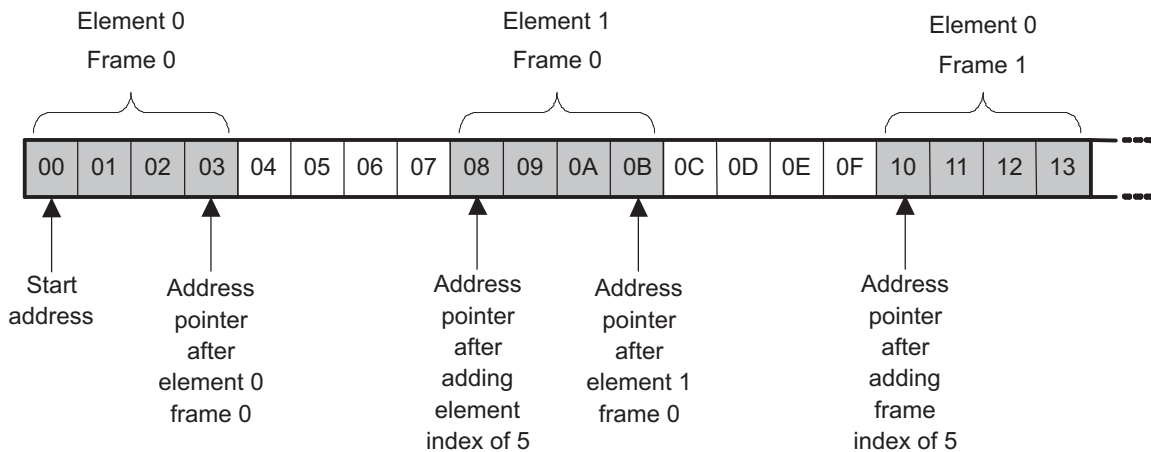 Element 0
Frame 0
Element 1
Frame 0
Element 0
Frame 1
00 01 02 03 04 05 06 07 08 09 0A 0B 0C 0D 0E 0F 10 11 12 13
Start
address
Address
pointer
after
element 0
frame 0
Address
pointer
after
adding
element
index of 5
Address
pointer
after
element 1
frame 0
Address
pointer
after
adding
frame
index of 5